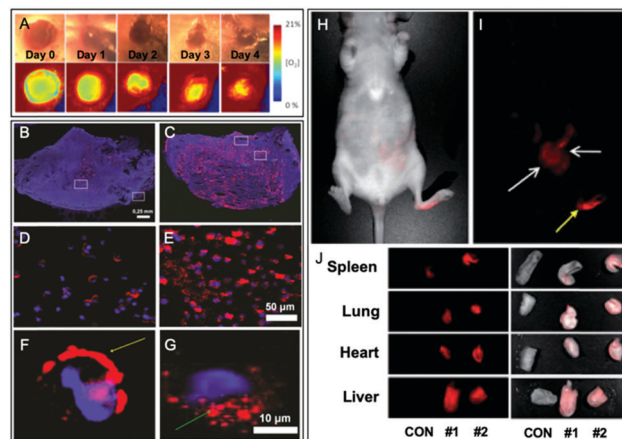 A
Day 0 Day 1 Day 2 Day 3 Day 4
21%
[O₂]
0 %
B
C
0.25 mm
D
E
50 µm
F
G
10 µm
H
I
J
Spleen
Lung
Heart
Liver
CON #1 #2 CON #1 #2